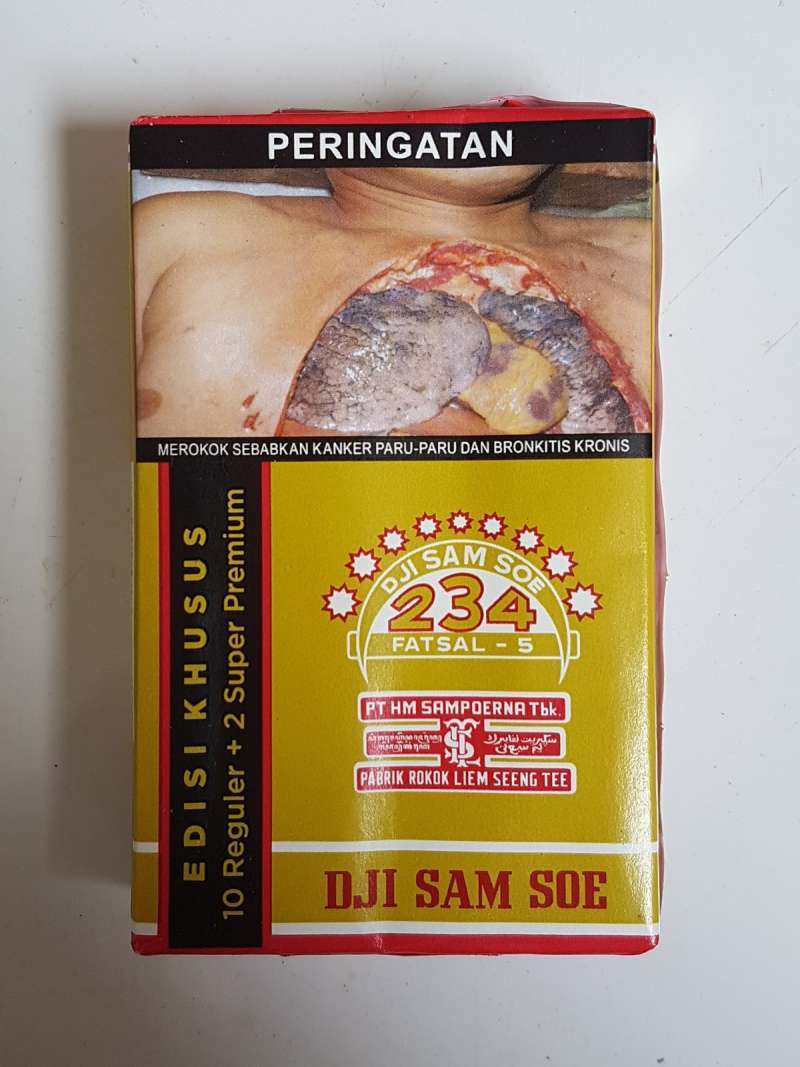 PERINGATAN
MEROKOK SEBABKAN KANKER PARU-PARU DAN BRONKITIS KRONIS
EDISI KHUSUS
10 Reguler + 2 Super Premium
DJI SAM SOE
234
FATSAL - 5
PT HM SAMPOERNA Tbk.
PABRIK ROKOK LIEM SEENG TEE
DJI SAM SOE